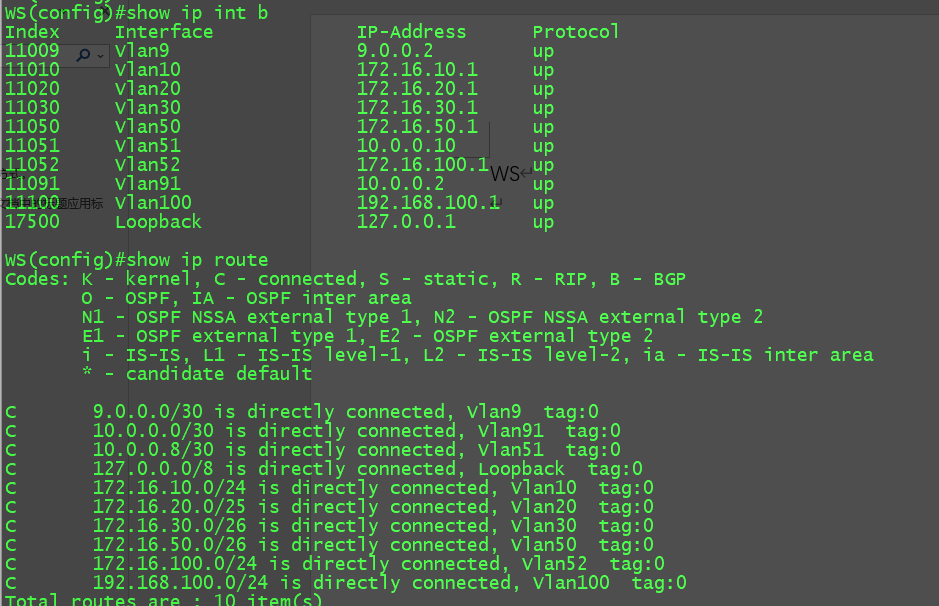 WS(config)#show ip int b
Index Interface IP-Address Protocol
11009 Vlan9 9.0.0.2 up
11010 Vlan10 172.16.10.1 up
11020 Vlan20 172.16.20.1 up
11030 Vlan30 172.16.30.1 up
11050 Vlan50 172.16.50.1 up
11051 Vlan51 10.0.0.10 up
11052 Vlan52 172.16.100.1 up
WS
11091 Vlan91 10.0.0.2 up
11100 Vlan100 192.168.100.1 up
题应用标
17500 Loopback 127.0.0.1 up
WS(config)#show ip route
Codes: K - kernel, C - connected, S - static, R - RIP, B - BGP
O - OSPF, IA - OSPF inter area
N1 - OSPF NSSA external type 1, N2 - OSPF NSSA external type 2
E1 - OSPF external type 1, E2 - OSPF external type 2
i - IS-IS, L1 - IS-IS level-1, L2 - IS-IS level-2, ia - IS-IS inter area
* - candidate default
C 9.0.0.0/30 is directly connected, Vlan9 tag:0
C 10.0.0.0/30 is directly connected, Vlan91 tag:0
C 10.0.0.8/30 is directly connected, Vlan51 tag:0
C 127.0.0.0/8 is directly connected, Loopback tag:0
C 172.16.10.0/24 is directly connected, Vlan10 tag:0
C 172.16.20.0/25 is directly connected, Vlan20 tag:0
C 172.16.30.0/26 is directly connected, Vlan30 tag:0
C 172.16.50.0/26 is directly connected, Vlan50 tag:0
C 172.16.100.0/24 is directly connected, Vlan52 tag:0
C 192.168.100.0/24 is directly connected, Vlan100 tag:0
Total routes are : 10 item(s)